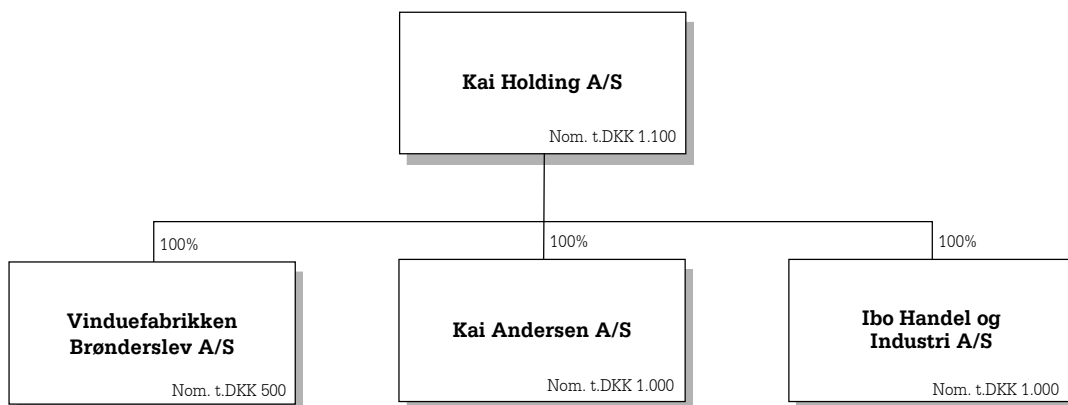 Kai Holding A/S
Nom. t.DKK 1.100
100%
100%
100%
Vinduefabrikken
Brønderslev A/S
Nom. t.DKK 500
Kai Andersen A/S
Nom. t.DKK 1.000
Ibo Handel og
Industri A/S
Nom. t.DKK 1.000